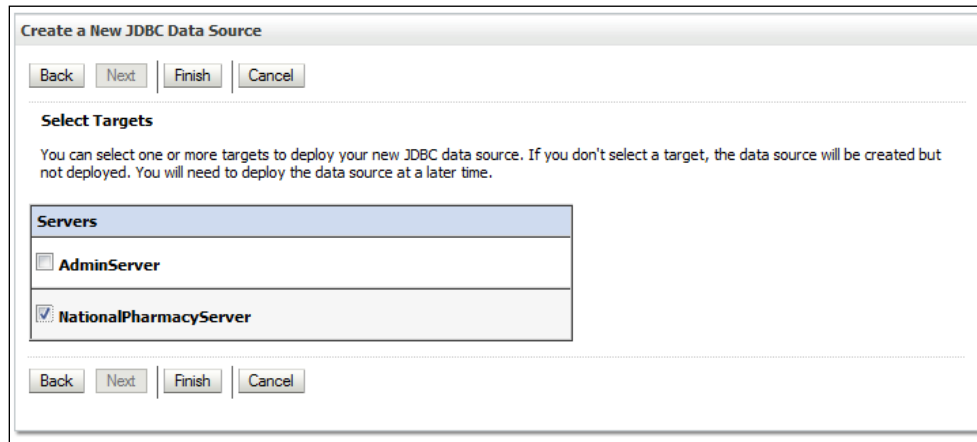 Create a New JDBC Data Source
Back Next Finish Cancel
Select Targets
You can select one or more targets to deploy your new JDBC data source. If you don't select a target, the data source will be created but
not deployed. You will need to deploy the data source at a later time.
Servers
AdminServer
NationalPharmacyServer
Back Next Finish Cancel